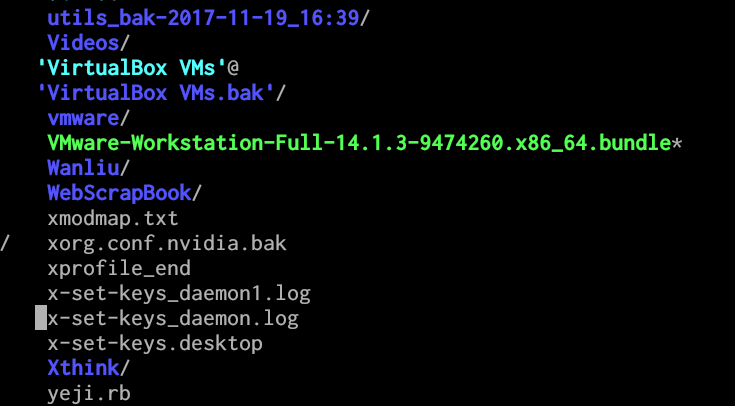 utils_bak-2017-11-19_16:39/
Videos/
'VirtualBox VMs'@
'VirtualBox VMs.bak'/
vmware/
VMware-Workstation-Full-14.1.3-9474260.x86_64.bundle*
Wanliu/
WebScrapBook/
xmodmap.txt
/ xorg.conf.nvidia.bak
xprofile_end
x-set-keys_daemon1.log
x-set-keys_daemon.log
x-set-keys.desktop
Xthink/
yeji.rb